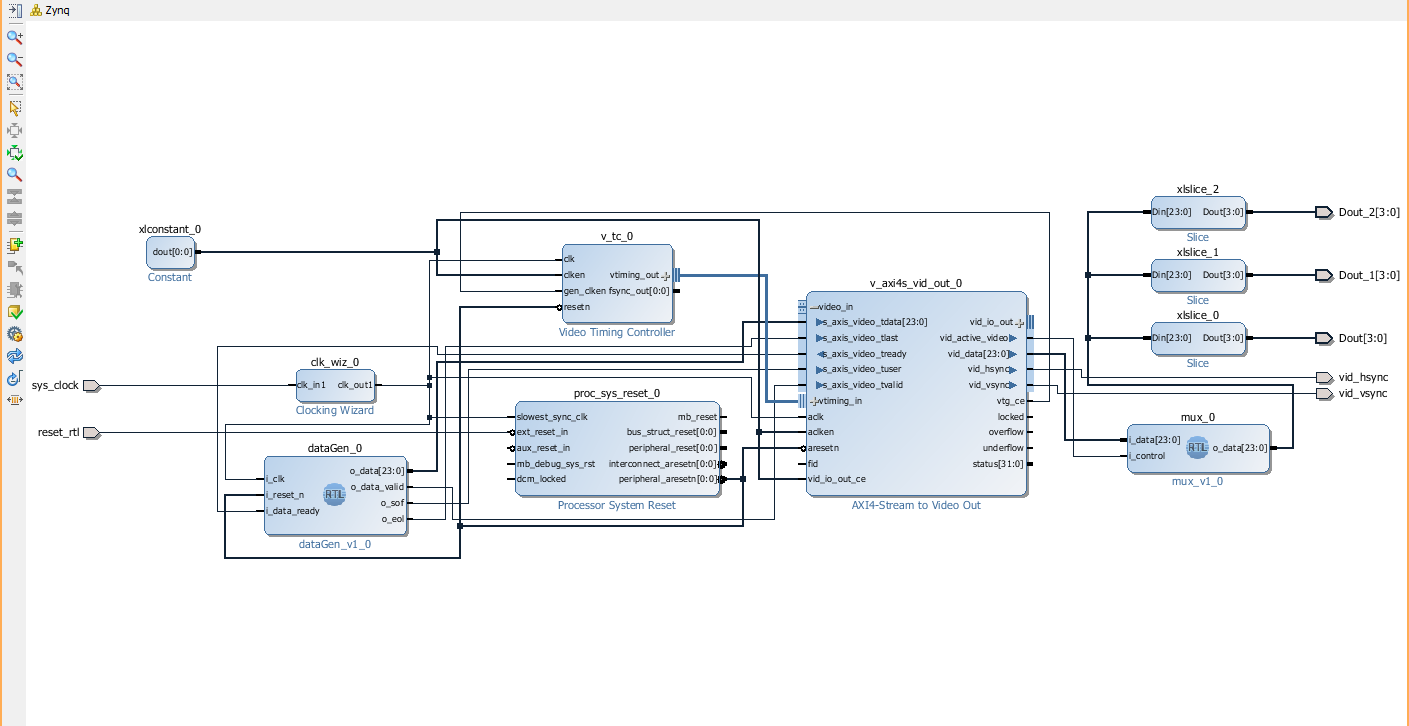 Zynq
xlconstant_0
dout[0:0]
Constant
sys_clock
reset_rtl
clk_wiz_0
clk_in1 clk_out1
Clocking Wizard
dataGen_0
i_clk
i_reset_n
i_data_ready
RTL
o_data[23:0]
o_data_valid
o_sof
o_eol
dataGen_v1_0
v_tc_0
clk
clken
gen_clken
resetn
vtiming_out
fsync_out[0:0]
Video Timing Controller
proc_sys_reset_0
slowest_sync_clk
ext_reset_in
aux_reset_in
mb_debug_sys_rst
dcm_locked
mb_reset
bus_struct_reset[0:0]
peripheral_reset[0:0]
interconnect_aresetn[0:0]
peripheral_aresetn[0:0]
Processor System Reset
v_axi4s_vid_out_0
video_in
s_axis_video_tdata[23:0]
s_axis_video_tlast
s_axis_video_tready
s_axis_video_tuser
s_axis_video_tvalid
vtiming_in
aclk
aclken
aresetn
fid
vid_io_out_ce
vid_io_out
vid_active_video
vid_data[23:0]
vid_hsync
vid_vsync
vtg_ce
locked
overflow
underflow
status[31:0]
AXI4-Stream to Video Out
xlslice_2
Din[23:0] Dout[3:0]
Slice
xlslice_1
Din[23:0] Dout[3:0]
Slice
xlslice_0
Din[23:0] Dout[3:0]
Slice
mux_0
i_data[23:0]
i_control
RTL
o_data[23:0]
mux_v1_0
Dout_2[3:0]
Dout_1[3:0]
Dout[3:0]
vid_hsync
vid_vsync